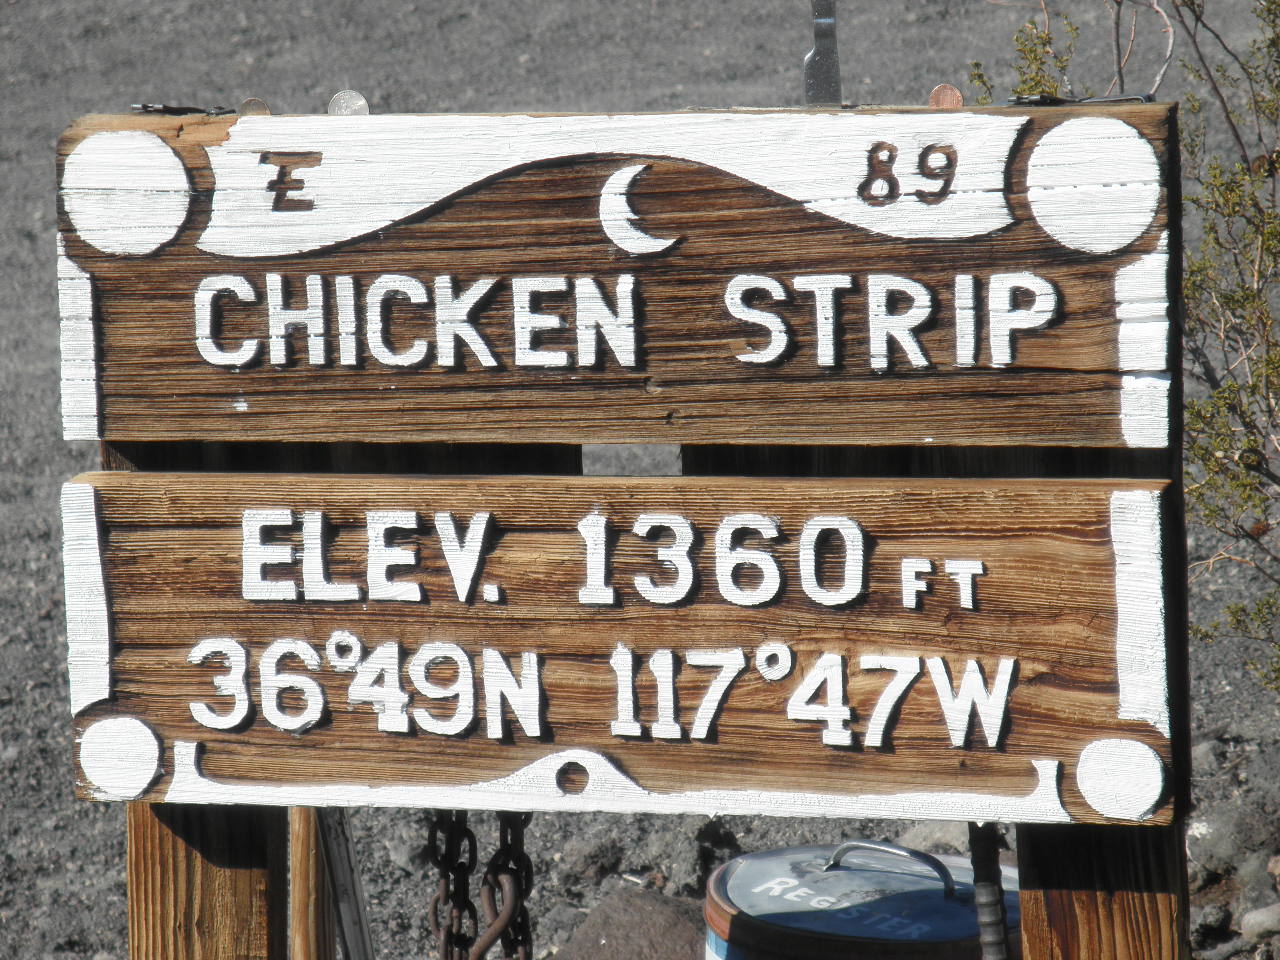 E 89
CHICKEN STRIP
ELEV. 1360 FT
36°49N 117°47W
REGISTER